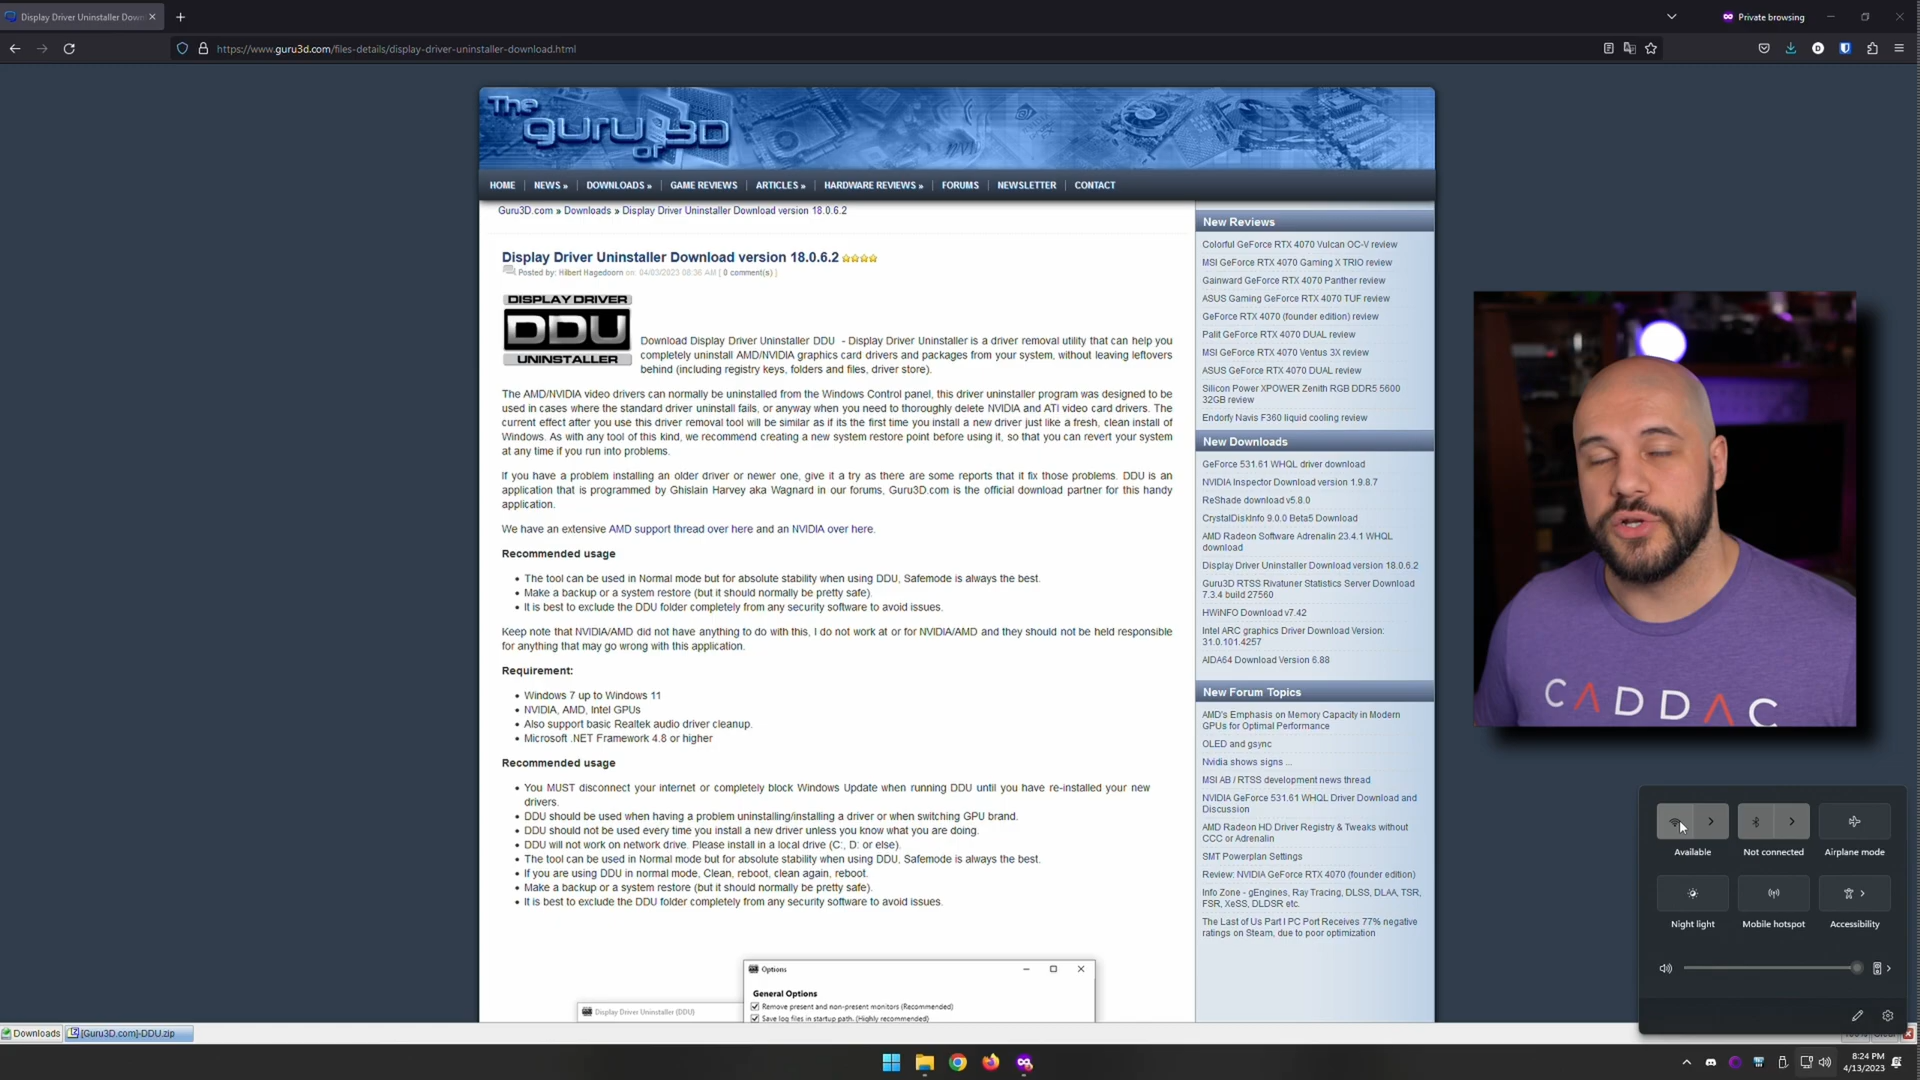 Display Driver Uninstaller Down
Private browsing
https://www.guru3d.com/files-details/display-driver-uninstaller-download.html
The
guru
of
3D
HOME
NEWS »
DOWNLOADS »
GAME REVIEWS
ARTICLES »
HARDWARE REVIEWS »
FORUMS
NEWSLETTER
CONTACT
Guru3D.com » Downloads » Display Driver Uninstaller Download version 18.0.6.2
Display Driver Uninstaller Download version 18.0.6.2
Posted by: Hilbert Hagedoorn on: 04/03/2023 08:36 AM [ 0 comment(s) ]
DISPLAY DRIVER
DDU
UNINSTALLER
Download Display Driver Uninstaller DDU - Display Driver Uninstaller is a driver removal utility that can help you
completely uninstall AMD/NVIDIA graphics card drivers and packages from your system, without leaving leftovers
behind (including registry keys, folders and files, driver store).
The AMD/NVIDIA video drivers can normally be uninstalled from the Windows Control panel, this driver uninstaller program was designed to be
used in cases where the standard driver uninstall fails, or anyway when you need to thoroughly delete NVIDIA and ATI video card drivers. The
current effect after you use this driver removal tool will be similar as if its the first time you install a new driver just like a fresh, clean install of
Windows. As with any tool of this kind, we recommend creating a new system restore point before using it, so that you can revert your system
at any time if you run into problems.
If you have a problem installing an older driver or newer one, give it a try as there are some reports that it fix those problems. DDU is an
application that is programmed by Ghislain Harvey aka Wagnard in our forums, Guru3D.com is the official download partner for this handy
application.
We have an extensive AMD support thread over here and an NVIDIA over here.
Recommended usage
• The tool can be used in Normal mode but for absolute stability when using DDU, Safemode is always the best.
• Make a backup or a system restore (but it should normally be pretty safe).
• It is best to exclude the DDU folder completely from any security software to avoid issues.
Keep note that NVIDIA/AMD did not have anything to do with this, I do not work at or for NVIDIA/AMD and they should not be held responsible
for anything that may go wrong with this application.
Requirement:
• Windows 7 up to Windows 11
• NVIDIA, AMD, Intel GPUs
• Also support basic Realtek audio driver cleanup.
• Microsoft .NET Framework 4.8 or higher
Recommended usage
• You MUST disconnect your internet or completely block Windows Update when running DDU until you have re-installed your new
drivers.
• DDU should be used when having a problem uninstalling/installing a driver or when switching GPU brand.
• DDU should not be used every time you install a new driver unless you know what you are doing.
• DDU will not work on network drive. Please install in a local drive (C:, D: or else).
• The tool can be used in Normal mode but for absolute stability when using DDU, Safemode is always the best.
• If you are using DDU in normal mode, Clean, reboot, clean again, reboot.
• Make a backup or a system restore (but it should normally be pretty safe).
• It is best to exclude the DDU folder completely from any security software to avoid issues.
Options
General Options
Remove present and non-present monitors (Recommended)
Display Driver Uninstaller (DDU)
Save log files in startup path. (Highly recommended)
New Reviews
Colorful GeForce RTX 4070 Vulcan OC-V review
MSI GeForce RTX 4070 Gaming X TRIO review
Gainward GeForce RTX 4070 Panther review
ASUS Gaming GeForce RTX 4070 TUF review
GeForce RTX 4070 (founder edition) review
Palit GeForce RTX 4070 DUAL review
MSI GeForce RTX 4070 Ventus 3X review
ASUS GeForce RTX 4070 DUAL review
Silicon Power XPOWER Zenith RGB DDR5 5600
32GB review
Endorfy Navis F360 liquid cooling review
New Downloads
GeForce 531.61 WHQL driver download
NVIDIA Inspector Download version 1.9.8.7
ReShade download v5.8.0
CrystalDiskInfo 9.0.0 Beta5 Download
AMD Radeon Software Adrenalin 23.4.1 WHQL
download
Display Driver Uninstaller Download version 18.0.6.2
Guru3D RTSS Rivatuner Statistics Server Download
7.3.4 build 27560
HWiNFO Download v7.42
Intel ARC graphics Driver Download Version:
31.0.101.4257
AIDA64 Download Version 6.88
New Forum Topics
AMD's Emphasis on Memory Capacity in Modern
GPUs for Optimal Performance
OLED and gsync
Nvidia shows signs ...
MSI AB / RTSS development news thread
NVIDIA GeForce 531.61 WHQL Driver Download and
Discussion
AMD Radeon HD Driver Registry & Tweaks without
CCC or Adrenalin
SMT Powerplan Settings
Review: NVIDIA GeForce RTX 4070 (founder edition)
Info Zone - gEngines, Ray Tracing, DLSS, DLAA, TSR,
FSR, XeSS, DLDSR etc.
The Last of Us Part I PC Port Receives 77% negative
ratings on Steam, due to poor optimization
CADDAC
Available
Not connected
Airplane mode
Night light
Mobile hotspot
Accessibility
Downloads
[Guru3D.com]-DDU.zip
8:24 PM
4/13/2023